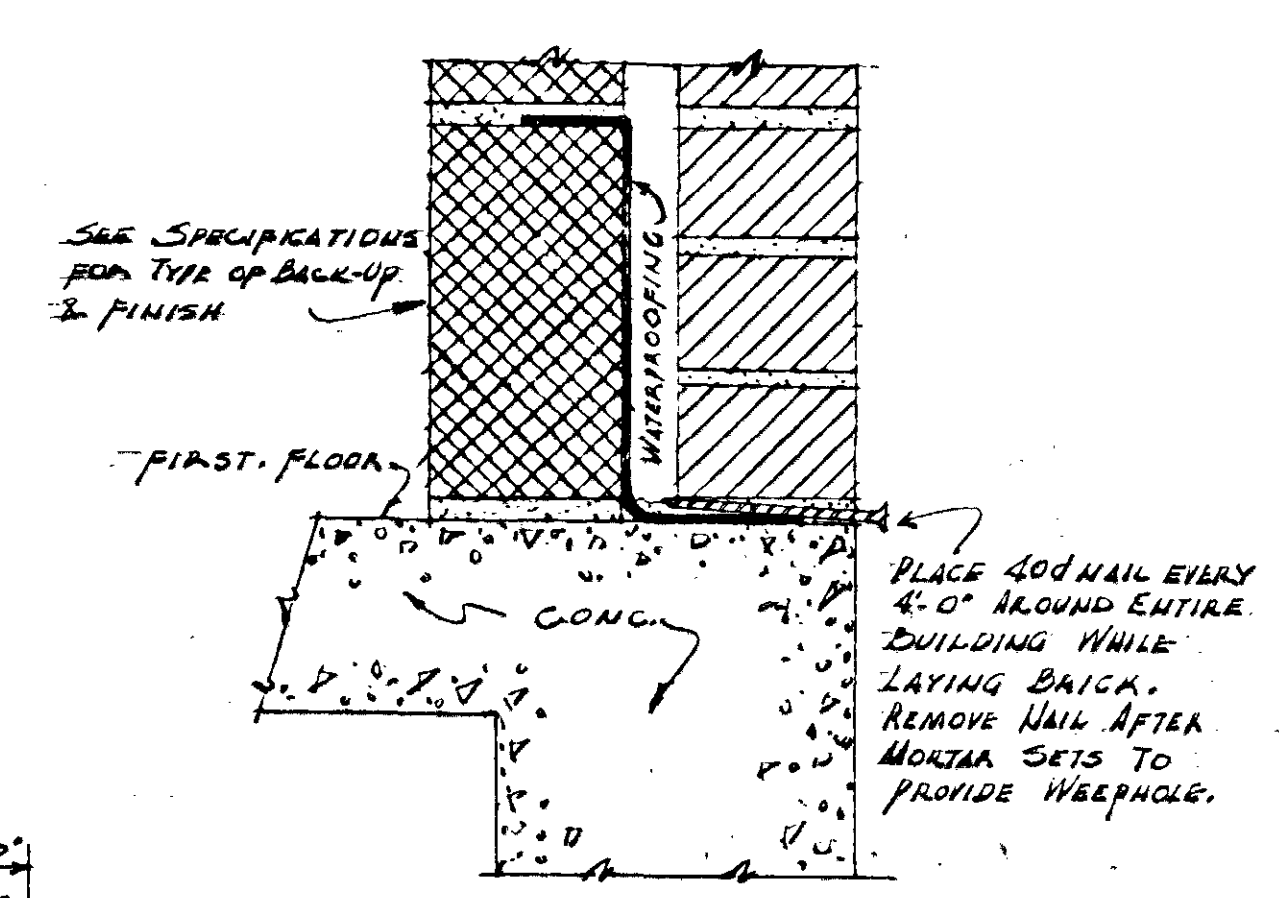 SEE SPECIFICATIONS
FOR TYPE OF BACK-UP
& FINISH
WATERPROOFING
FIRST. FLOOR.
CONC.
PLACE 40d NAIL EVERY
4'-0" AROUND ENTIRE
BUILDING WHILE
LAYING BRICK.
REMOVE NAIL AFTER
MORTAR SETS TO
PROVIDE WEEPHOLE.